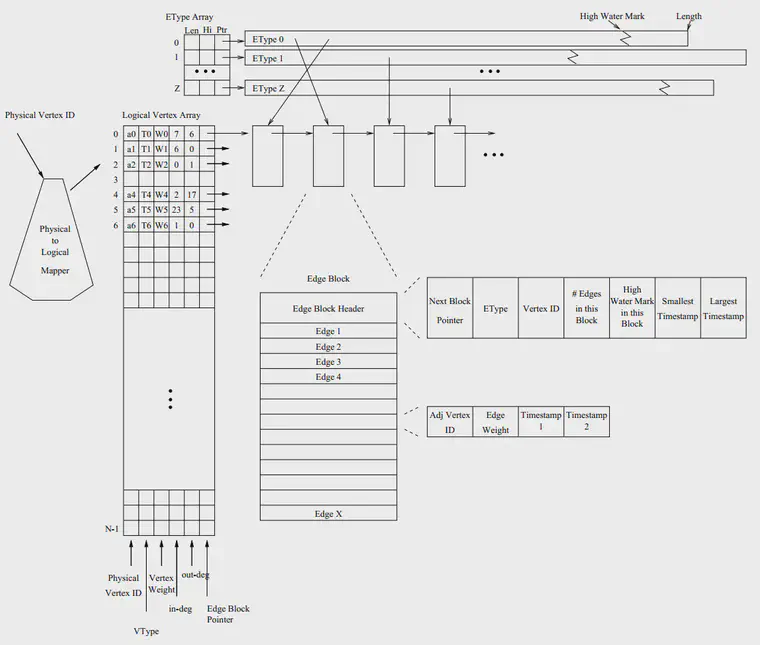 EType Array
High Water Mark
Length
Len Hi Ptr
0
EType 0
1
EType 1
• • •
• • •
Z
EType Z
Physical Vertex ID
Logical Vertex Array
0 a0 T0 W0 7 6
1 a1 T1 W1 6 0
2 a2 T2 W2 0 1
3
4 a4 T4 W4 2 17
5 a5 T5 W5 23 5
6 a6 T6 W6 1 0
• • •
Physical
to
Logical
Mapper
Edge Block
Edge Block Header
Edge 1
Edge 2
Edge 3
Edge 4
Edge X
Next Block
Pointer
EType
Vertex ID
# Edges
in this
Block
High
Water Mark
in this
Block
Smallest
Timestamp
Largest
Timestamp
Adj Vertex
ID
Edge
Weight
Timestamp
1
Timestamp
2
N-1
Physical
Vertex ID
VType
Vertex
Weight
in-deg
out-deg
Edge Block
Pointer